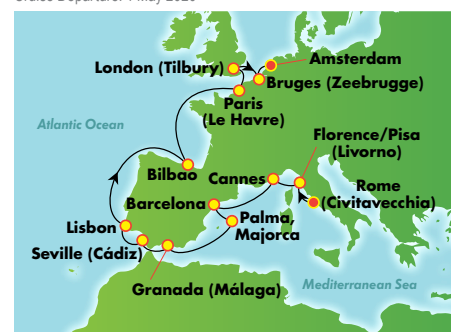 London (Tilbury)
Amsterdam
Bruges (Zeebrugge)
Paris
(Le Havre)
Atlantic Ocean
Florence/Pisa
(Livorno)
Bilbao
Cannes
Rome
(Civitavecchia)
Barcelona
Lisbon
Palma,
Majorca
Seville (Cádiz)
Granada (Málaga)
Mediterranean Sea